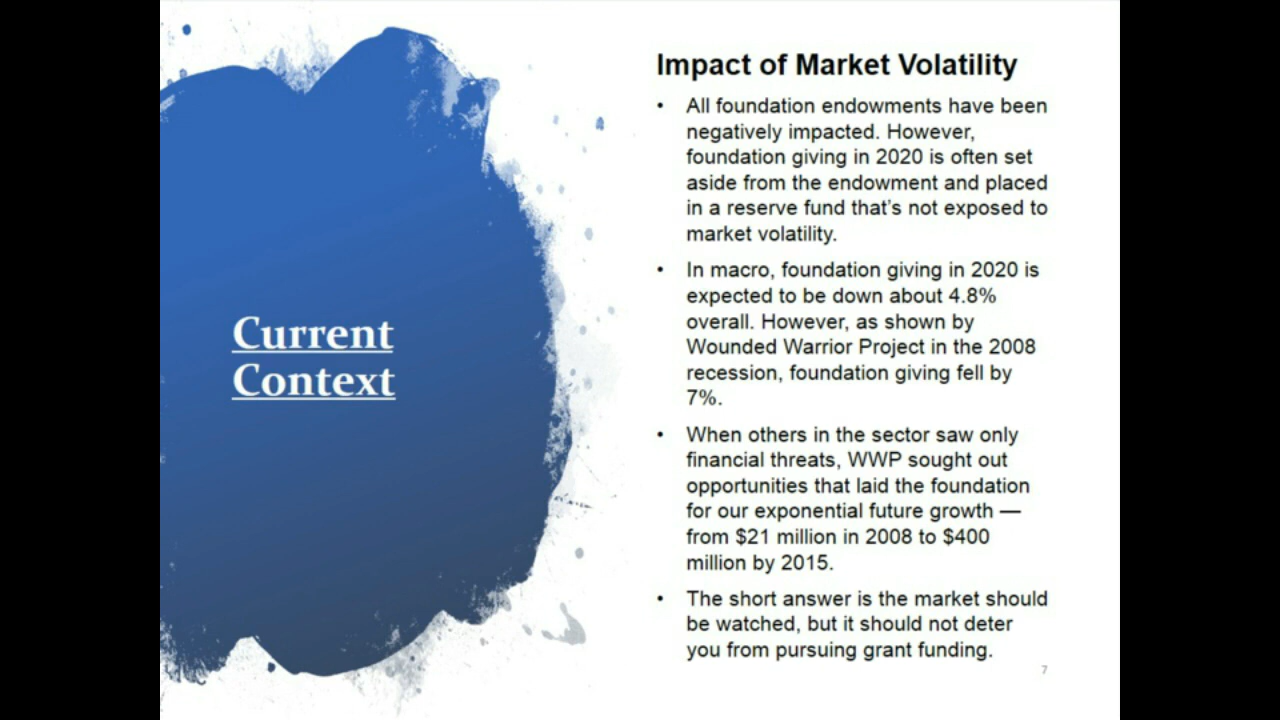 Current
Context
Impact of Market Volatility
• All foundation endowments have been
negatively impacted. However,
foundation giving in 2020 is often set
aside from the endowment and placed
in a reserve fund that’s not exposed to
market volatility.
• In macro, foundation giving in 2020 is
expected to be down about 4.8%
overall. However, as shown by
Wounded Warrior Project in the 2008
recession, foundation giving fell by
7%.
• When others in the sector saw only
financial threats, WWP sought out
opportunities that laid the foundation
for our exponential future growth —
from $21 million in 2008 to $400
million by 2015.
• The short answer is the market should
be watched, but it should not deter
you from pursuing grant funding.
7